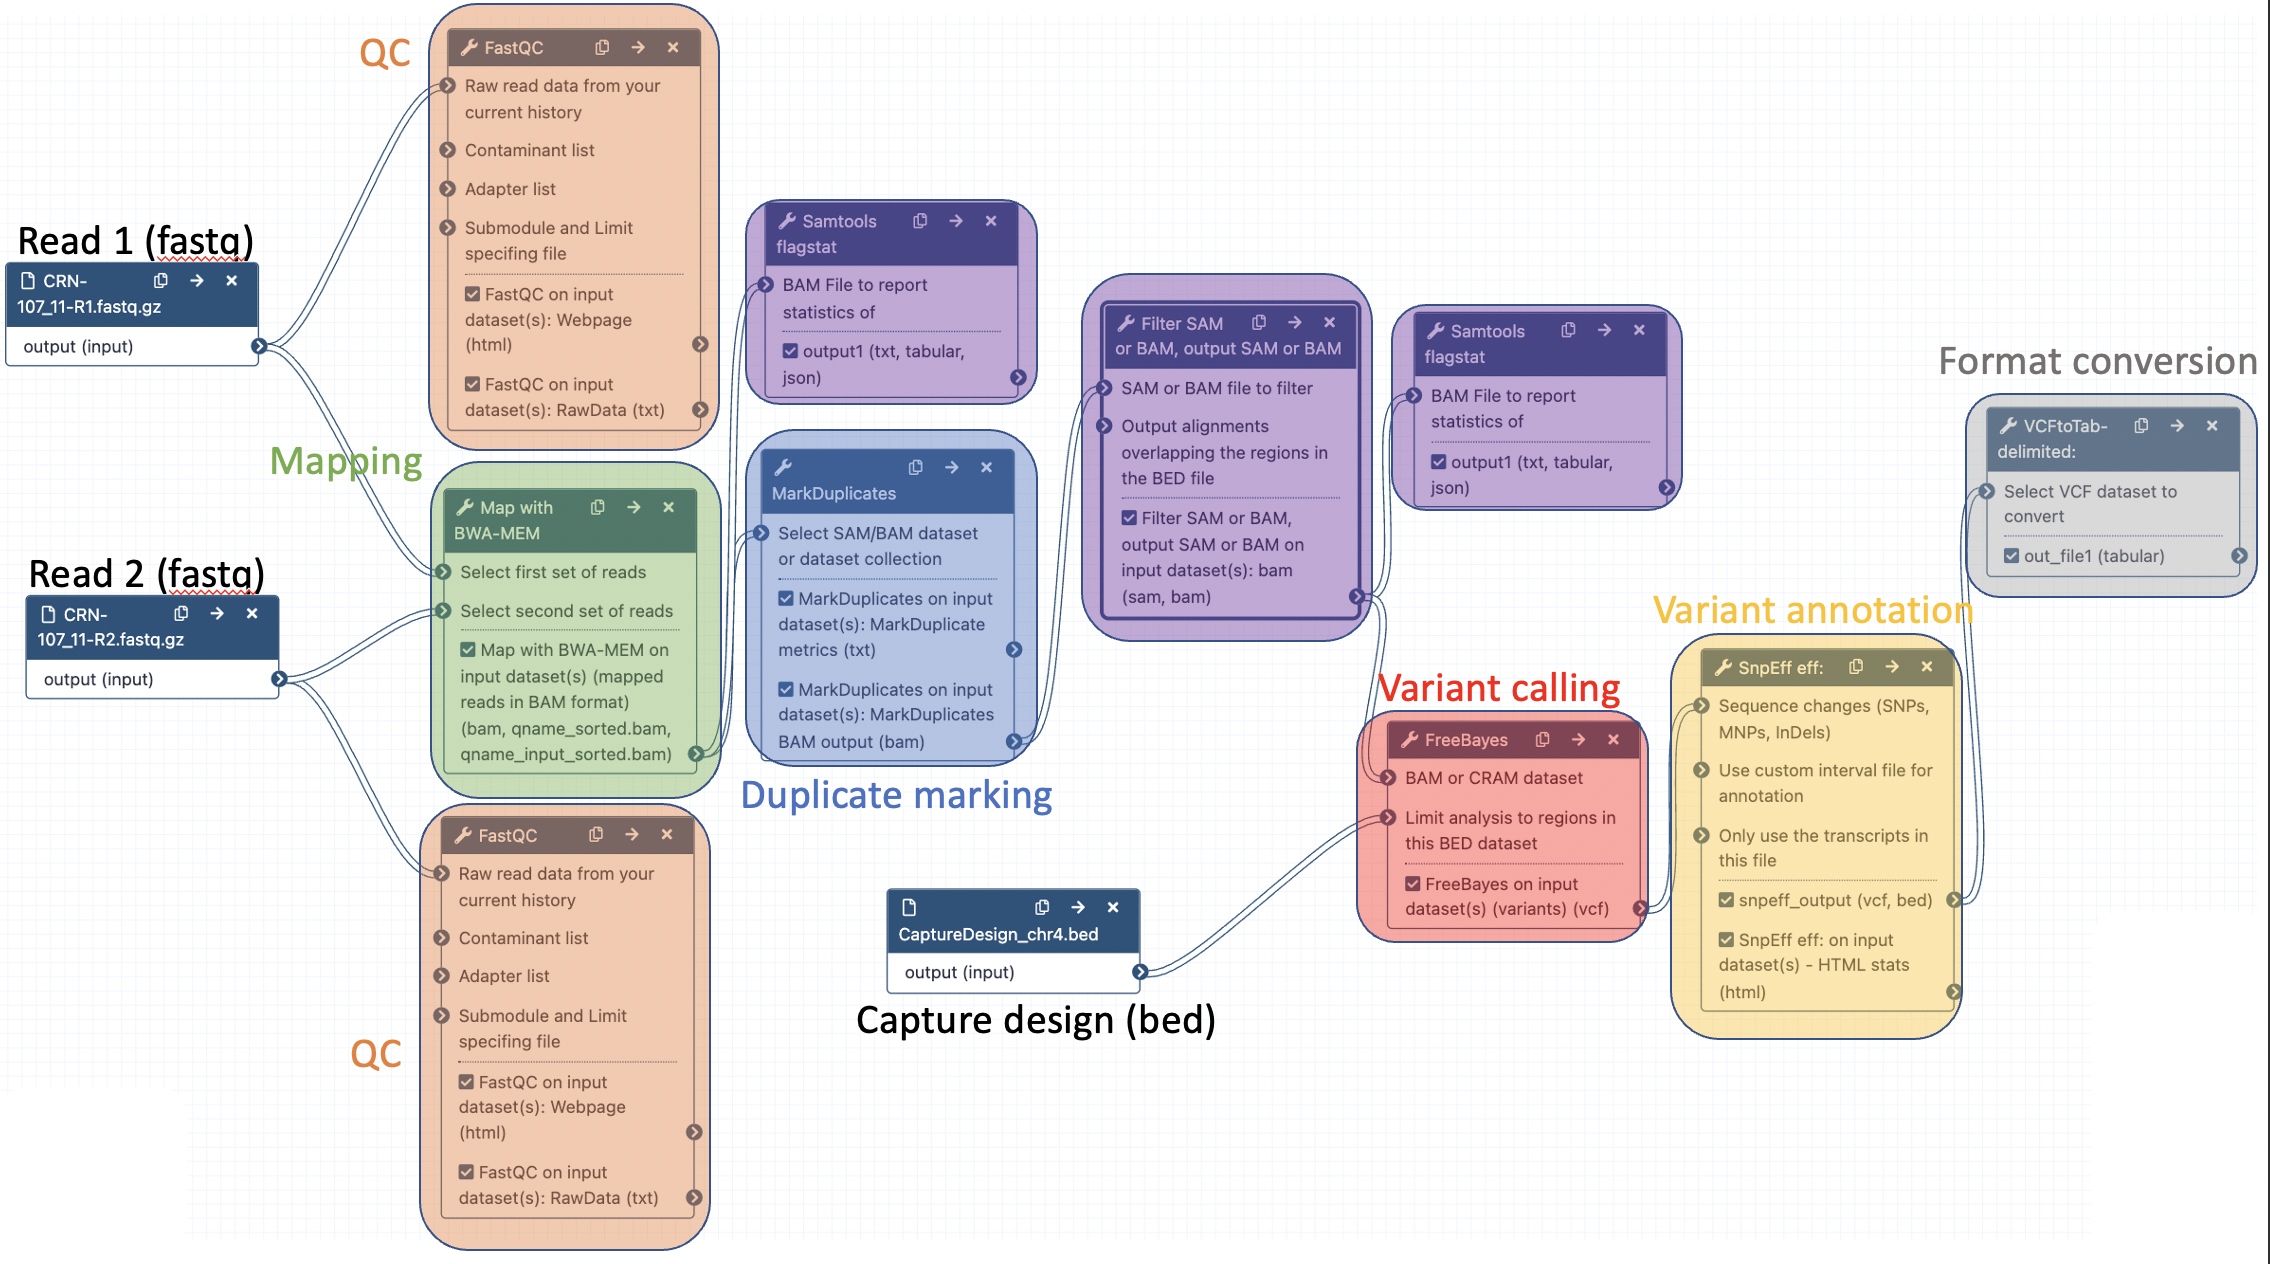 QC
FastQC
Raw read data from your
current history
Contaminant list
Adapter list
Submodule and Limit
specifing file
FastQC on input
dataset(s): Webpage
(html)
FastQC on input
dataset(s): RawData (txt)
Read 1 (fastq)
CRN-
107_11-R1.fastq.gz
output (input)
Mapping
Map with
BWA-MEM
Select first set of reads
Select second set of reads
Map with BWA-MEM on
input dataset(s) (mapped
reads in BAM format)
(bam, qname_sorted.bam,
qname_input_sorted.bam)
Read 2 (fastq)
CRN-
107_11-R2.fastq.gz
output (input)
QC
FastQC
Raw read data from your
current history
Contaminant list
Adapter list
Submodule and Limit
specifing file
FastQC on input
dataset(s): Webpage
(html)
FastQC on input
dataset(s): RawData (txt)
Samtools
flagstat
BAM File to report
statistics of
output1 (txt, tabular,
json)
MarkDuplicates
Select SAM/BAM dataset
or dataset collection
MarkDuplicates on input
dataset(s): MarkDuplicate
metrics (txt)
MarkDuplicates on input
dataset(s): MarkDuplicates
BAM output (bam)
Duplicate marking
Filter SAM
or BAM, output SAM or BAM
SAM or BAM file to filter
Output alignments
overlapping the regions in
the BED file
Filter SAM or BAM,
output SAM or BAM on
input dataset(s): bam
(sam, bam)
Samtools
flagstat
BAM File to report
statistics of
output1 (txt, tabular,
json)
CaptureDesign_chr4.bed
output (input)
Capture design (bed)
Variant calling
FreeBayes
BAM or CRAM dataset
Limit analysis to regions in
this BED dataset
FreeBayes on input
dataset(s) (variants) (vcf)
Variant annotation
SnpEff eff:
Sequence changes (SNPs,
MNPs, InDels)
Use custom interval file for
annotation
Only use the transcripts in
this file
snpeff_output (vcf, bed)
SnpEff eff: on input
dataset(s) - HTML stats
(html)
Format conversion
VCFtoTab-
delimited:
Select VCF dataset to
convert
out_file1 (tabular)